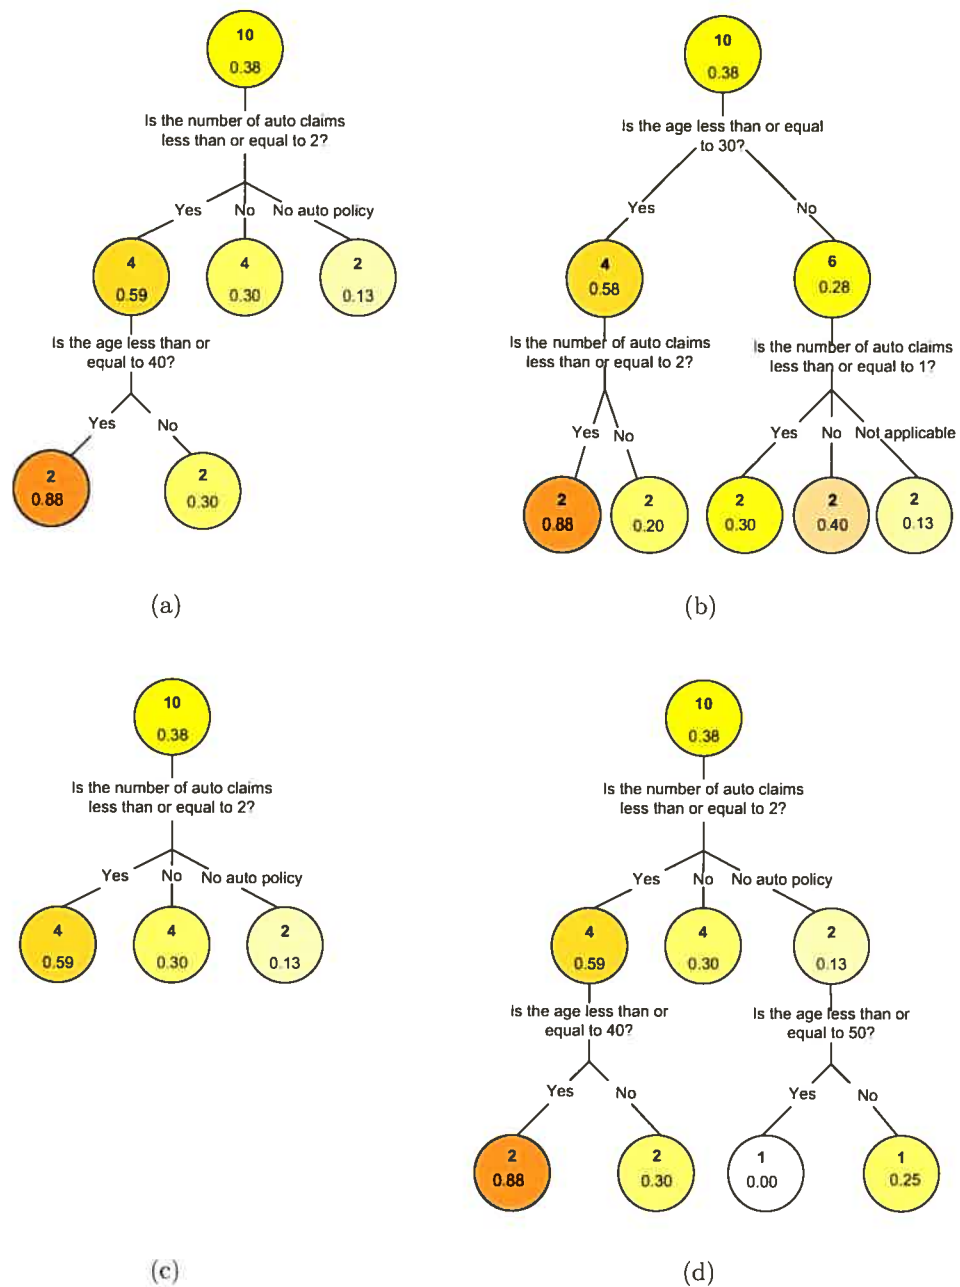 10
0.38
Is the number of auto claims
less than or equal to 2?
Yes
No
No auto policy
4
0.59
4
0.30
2
0.13
Is the age less than or
equal to 40?
Yes
No
2
0.88
2
0.30
(a)
10
0.38
Is the age less than or equal
to 30?
Yes
No
4
0.58
6
0.28
Is the number of auto claims
less than or equal to 2?
Yes
No
2
0.88
2
0.20
Is the number of auto claims
less than or equal to 1?
Yes
No
Not applicable
2
0.30
2
0.40
2
0.13
(b)
10
0.38
Is the number of auto claims
less than or equal to 2?
Yes
No
No auto policy
4
0.59
4
0.30
2
0.13
(c)
10
0.38
Is the number of auto claims
less than or equal to 2?
Yes
No
No auto policy
4
0.59
4
0.30
2
0.13
Is the age less than or
equal to 40?
Yes
No
2
0.88
2
0.30
Is the age less than or
equal to 50?
Yes
No
1
0.00
1
0.25
(d)